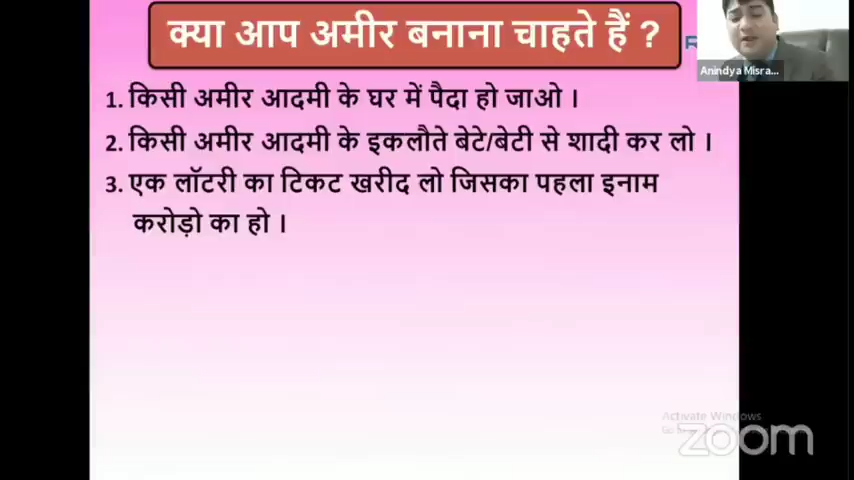 क्या आप अमीर बनाना चाहते हैं ?
Anindya Misra...
1. किसी अमीर आदमी के घर में पैदा हो जाओ ।
2. किसी अमीर आदमी के इकलौते बेटे/बेटी से शादी कर लो ।
3. एक लॉटरी का टिकट खरीद लो जिसका पहला इनाम
करोड़ो का हो ।
Activate Windows
zoom